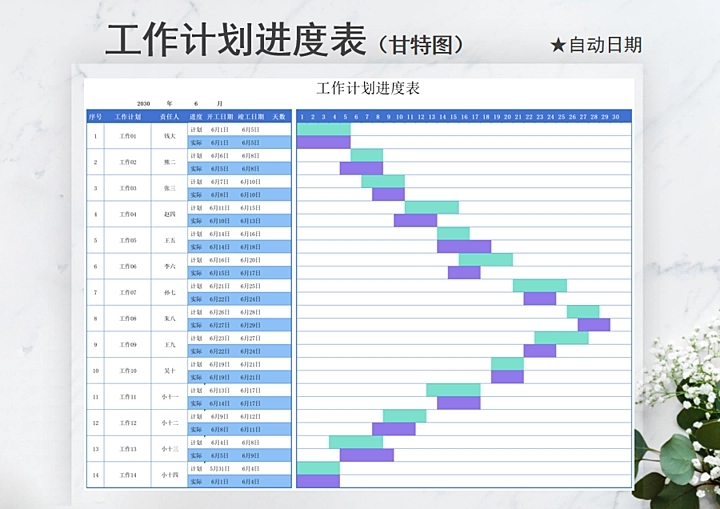 工作计划进度表（甘特图） ★自动日期
工作计划进度表
2030 年 6 月
序号 工作计划 责任人 进度 开工日期 竣工日期 天数 1 2 3 4 5 6 7 8 9 10 11 12 13 14 15 16 17 18 19 20 21 22 23 24 25 26 27 28 29 30
1 工作01 钱大 计划 6月1日 6月5日
实际 6月1日 6月5日
2 工作02 熊二 计划 6月6日 6月8日
实际 6月5日 6月8日
3 工作03 张三 计划 6月7日 6月10日
实际 6月8日 6月10日
4 工作04 赵四 计划 6月11日 6月15日
实际 6月10日 6月13日
5 工作05 王五 计划 6月14日 6月16日
实际 6月14日 6月18日
6 工作06 李六 计划 6月16日 6月20日
实际 6月15日 6月17日
7 工作07 孙七 计划 6月21日 6月25日
实际 6月22日 6月24日
8 工作08 朱八 计划 6月26日 6月28日
实际 6月27日 6月29日
9 工作09 王九 计划 6月23日 6月27日
实际 6月22日 6月24日
10 工作10 吴十 计划 6月19日 6月21日
实际 6月19日 6月21日
11 工作11 小十一 计划 6月13日 6月17日
实际 6月14日 6月17日
12 工作12 小十二 计划 6月9日 6月12日
实际 6月8日 6月11日
13 工作13 小十三 计划 6月4日 6月8日
实际 6月5日 6月9日
14 工作14 小十四 计划 5月31日 6月4日
实际 6月1日 6月4日